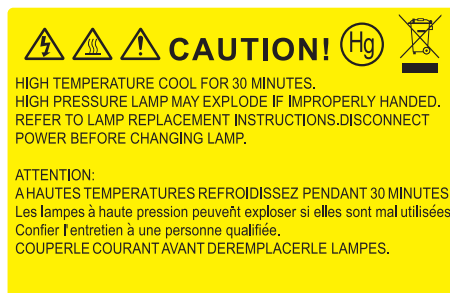 CAUTION! Hg
HIGH TEMPERATURE COOL FOR 30 MINUTES.
HIGH PRESSURE LAMP MAY EXPLODE IF IMPROPERLY HANDED.
REFER TO LAMP REPLACEMENT INSTRUCTIONS.DISCONNECT
POWER BEFORE CHANGING LAMP.
ATTENTION:
A HAUTES TEMPERATURES REFROIDISSEZ PENDANT 30 MINUTES
Les lampes à haute pression peuvent exploser si elles sont mal utilisées
Confier l'entretien à une personne qualifiée.
COUPERLE COURANT AVANT DEREMPLACERLE LAMPES.